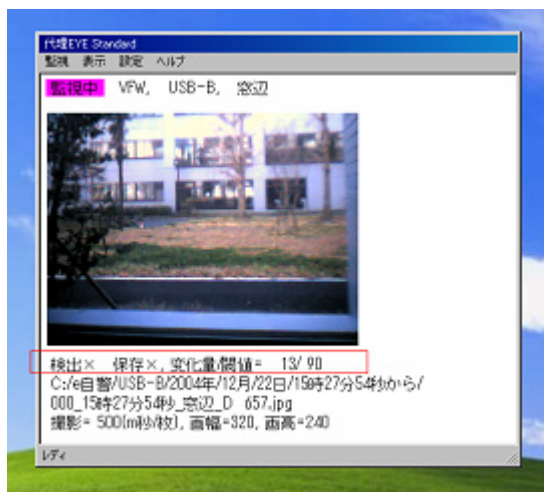 代理EYE Standard
監視 表示 設定 ヘルプ
監視中 VFW, USB-B, 窓辺
検出× 保存×, 変化量/閾値= 13/ 90
C:/e自警/USB-B/2004年/12月/22日/15時27分54秒から/
000_15時27分54秒_窓辺_D 657.jpg
撮影= 500(m秒/枚), 画幅=320, 画高=240
レディ